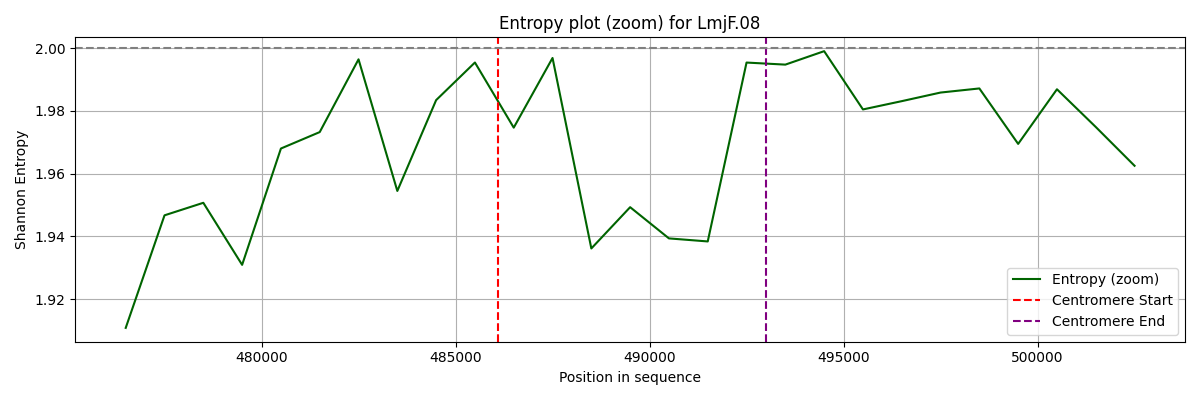 Entropy plot (zoom) for LmjF.08
Shannon Entropy
2.00
1.98
1.96
1.94
1.92
480000
485000
490000
495000
500000
Position in sequence
Entropy (zoom)
Centromere Start
Centromere End